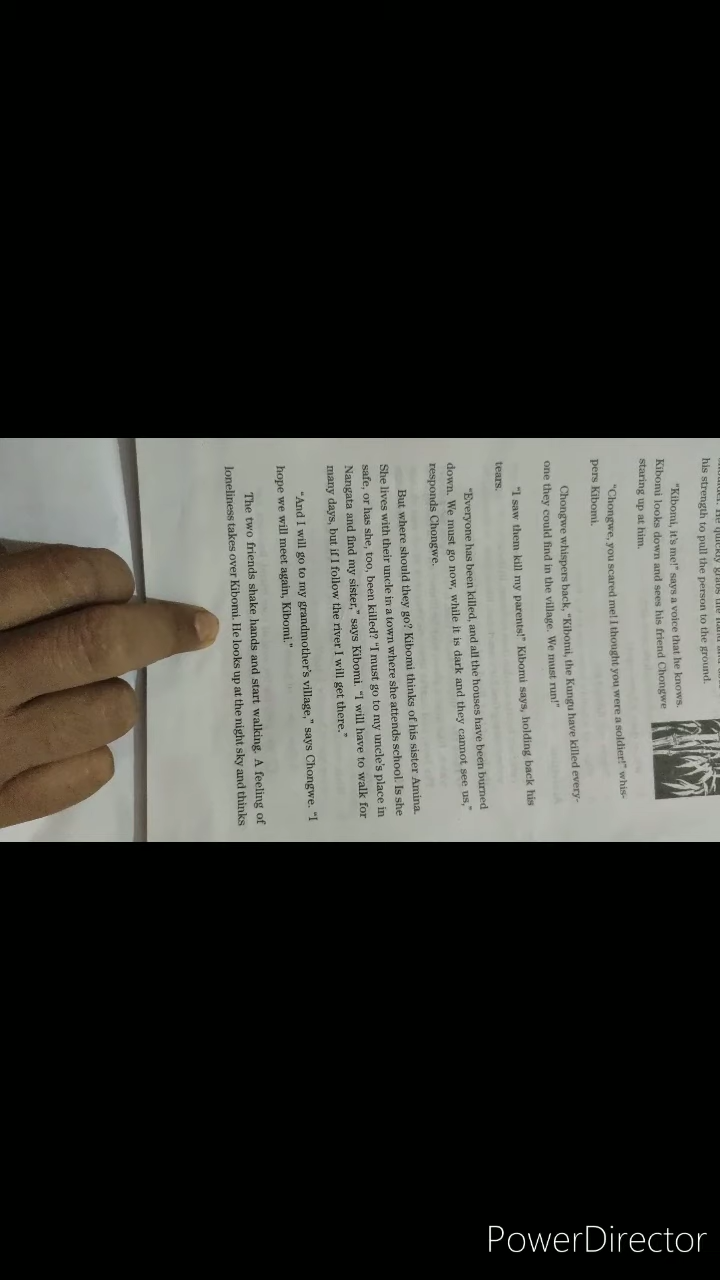 his strength to pull the person to the ground.
"Kibomi, it's me!" says a voice that he knows.
Kibomi looks down and sees his friend Chongwe
staring up at him.
"Chongwe, you scared me! I thought you were a soldier!" whis-
pers Kibomi.
Chongwe whispers back, "Kibomi, the Kungu have killed every-
one they could find in the village. We must run!"
"I saw them kill my parents!" Kibomi says, holding back his
tears.
"Everyone has been killed, and all the houses have been burned
down. We must go now, while it is dark and they cannot see us,"
responds Chongwe.
But where should they go? Kibomi thinks of his sister Amina.
She lives with their uncle in a town where she attends school. Is she
safe, or has she, too, been killed? "I must go to my uncle's place in
Nangata and find my sister," says Kibomi. "I will have to walk for
many days, but if I follow the river I will get there."
"And I will go to my grandmother's village," says Chongwe. "I
hope we will meet again, Kibomi."
The two friends shake hands and start walking. A feeling of
loneliness takes over Kibomi. He looks up at the night sky and thinks
PowerDirector